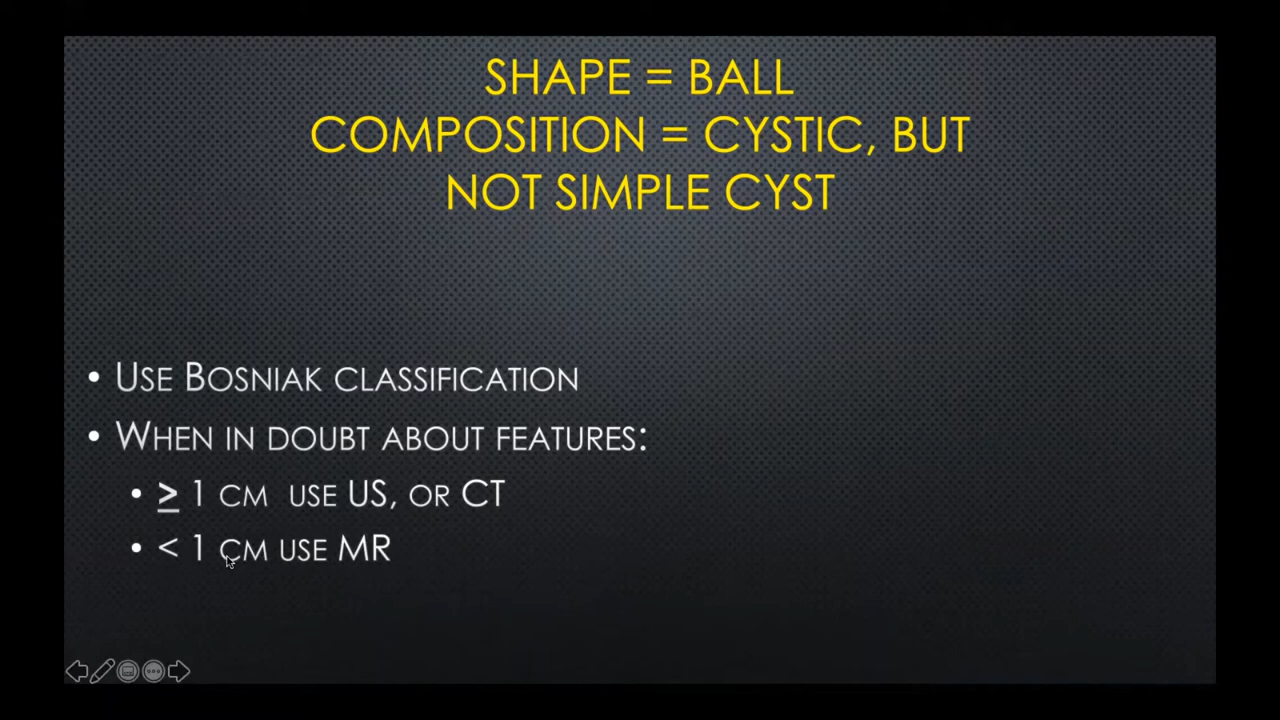 SHAPE = BALL
COMPOSITION = CYSTIC, BUT
NOT SIMPLE CYST
• USE BOSNIAK CLASSIFICATION
• WHEN IN DOUBT ABOUT FEATURES:
• ≥ 1 CM USE US, OR CT
• < 1 CM USE MR